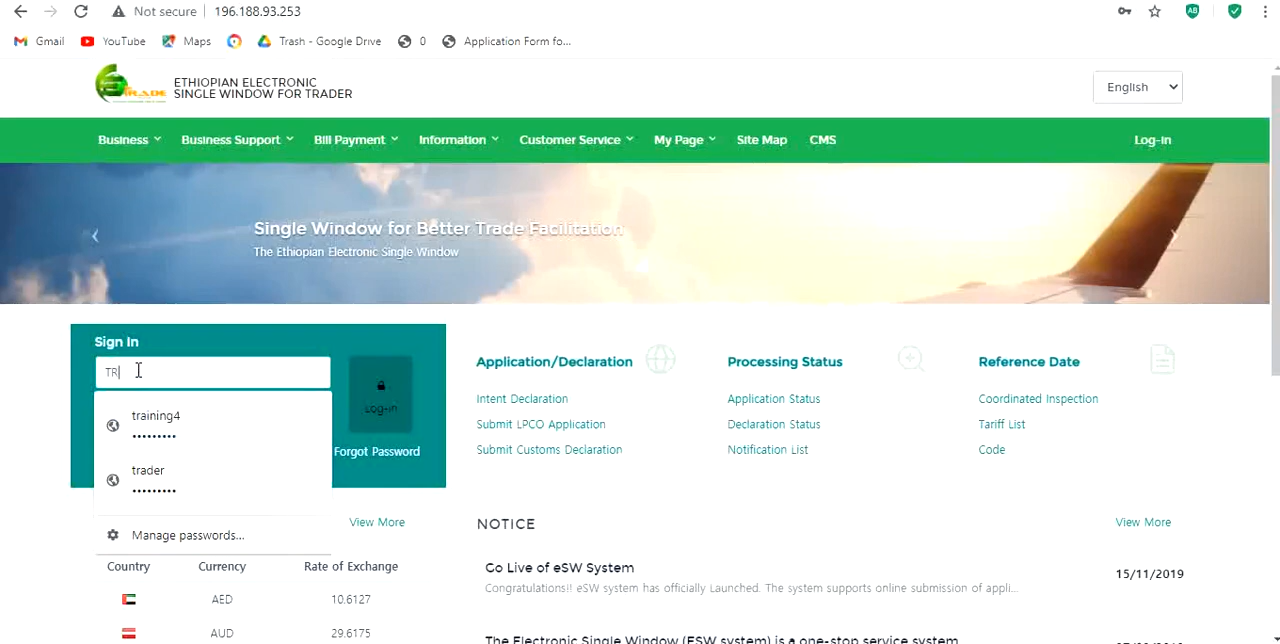 Not secure
196.188.93.253
Gmail
YouTube
Maps
Trash - Google Drive
0
Application Form fo...
ETHIOPIAN ELECTRONIC
SINGLE WINDOW FOR TRADER
English
Business
Business Support
Bill Payment
Information
Customer Service
My Page
Site Map
CMS
Log-in
Single Window for Better Trade Facilitation
The Ethiopian Electronic Single Window
Sign In
TR
Log-in
training4
•••••••••
trader
•••••••••
Forgot Password
Manage passwords...
Application/Declaration
Intent Declaration
Submit LPCO Application
Submit Customs Declaration
Processing Status
Application Status
Declaration Status
Notification List
Reference Date
Coordinated Inspection
Tariff List
Code
View More
Country
Currency
Rate of Exchange
AED
10.6127
AUD
29.6175
NOTICE
View More
Go Live of eSW System
15/11/2019
Congratulations!! eSW system has officially Launched. The system supports online submission of appli...
The Electronic Single Window (ESW system) is a one-stop service system